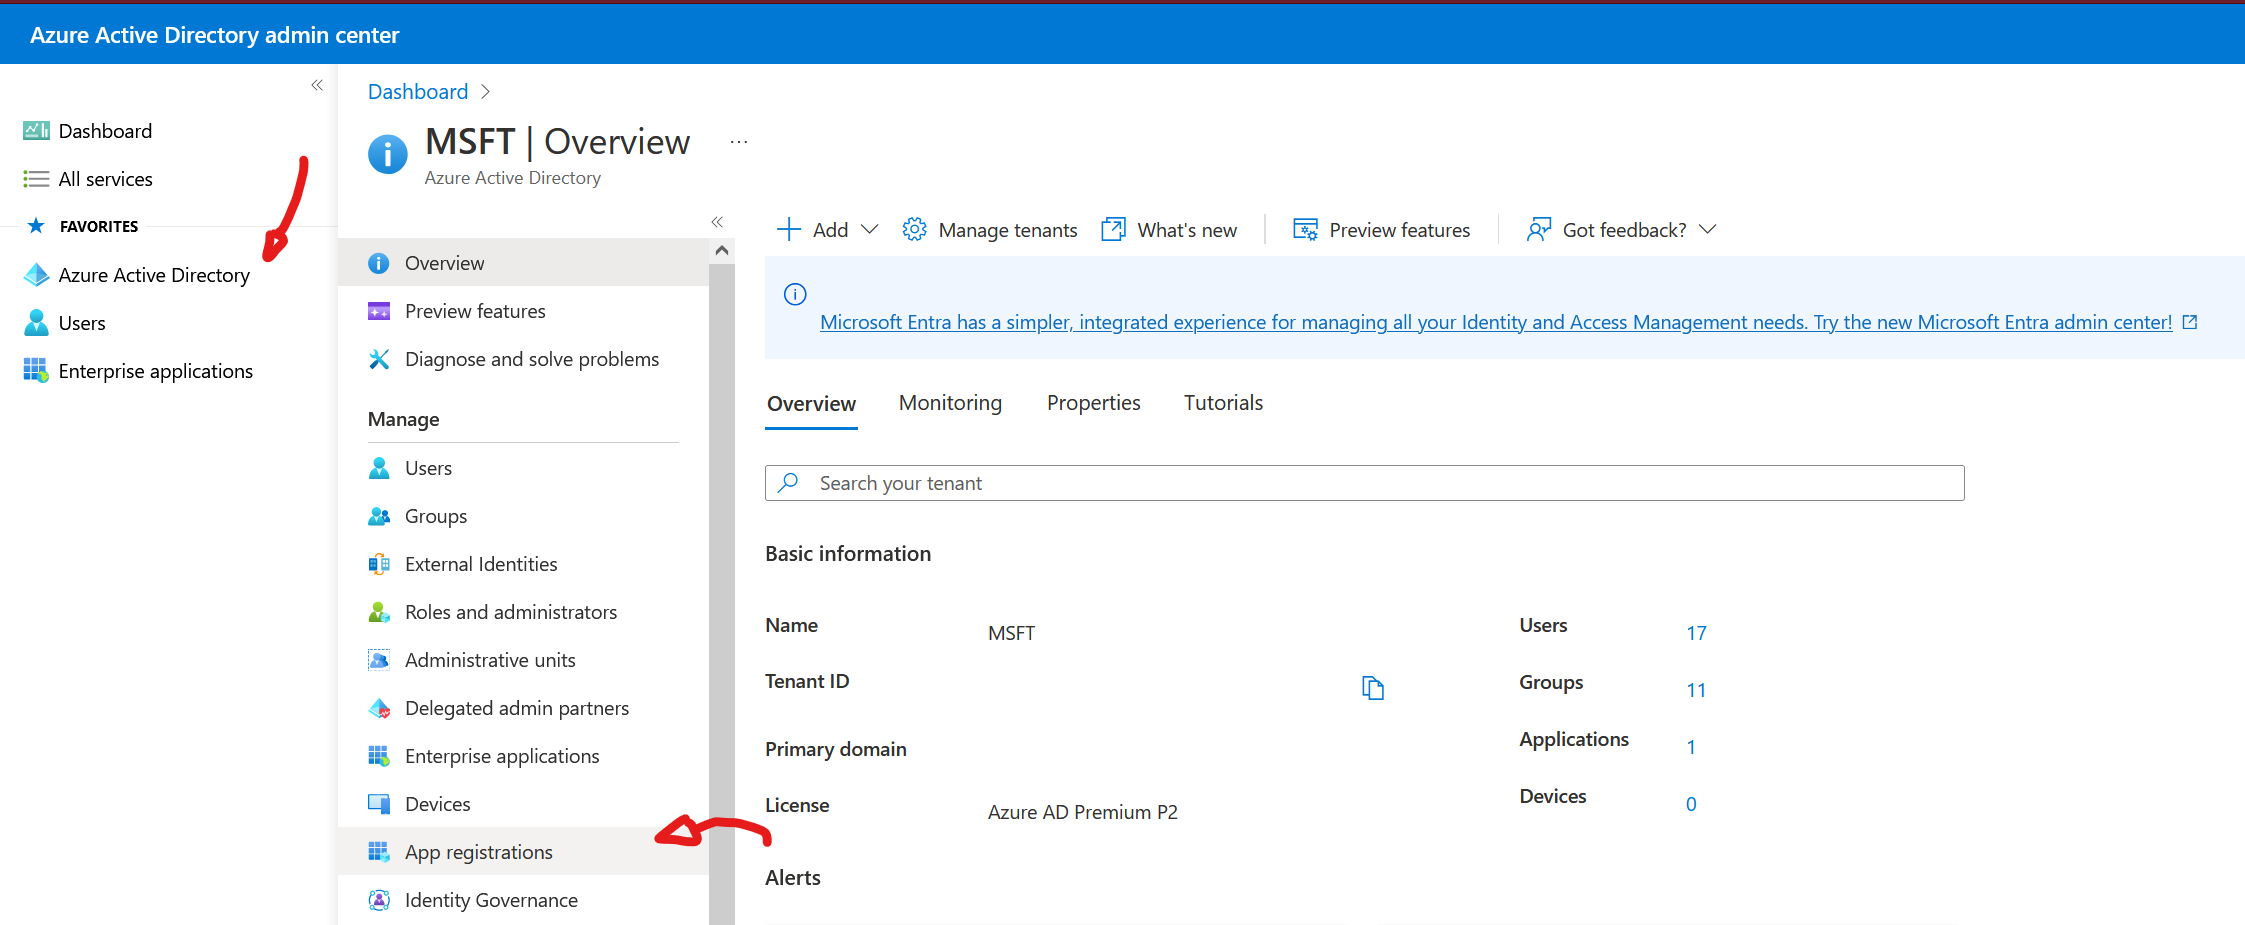 Azure Active Directory admin center
Dashboard
All services
FAVORITES
Azure Active Directory
Users
Enterprise applications
Dashboard
MSFT | Overview
Azure Active Directory
Overview
Preview features
Diagnose and solve problems
Manage
Users
Groups
External Identities
Roles and administrators
Administrative units
Delegated admin partners
Enterprise applications
Devices
App registrations
Identity Governance
Add Manage tenants What's new Preview features Got feedback?
Microsoft Entra has a simpler, integrated experience for managing all your Identity and Access Management needs. Try the new Microsoft Entra admin center!
Overview Monitoring Properties Tutorials
Search your tenant
Basic information
Name MSFT
Tenant ID
Primary domain
License Azure AD Premium P2
Users 17
Groups 11
Applications 1
Devices 0
Alerts